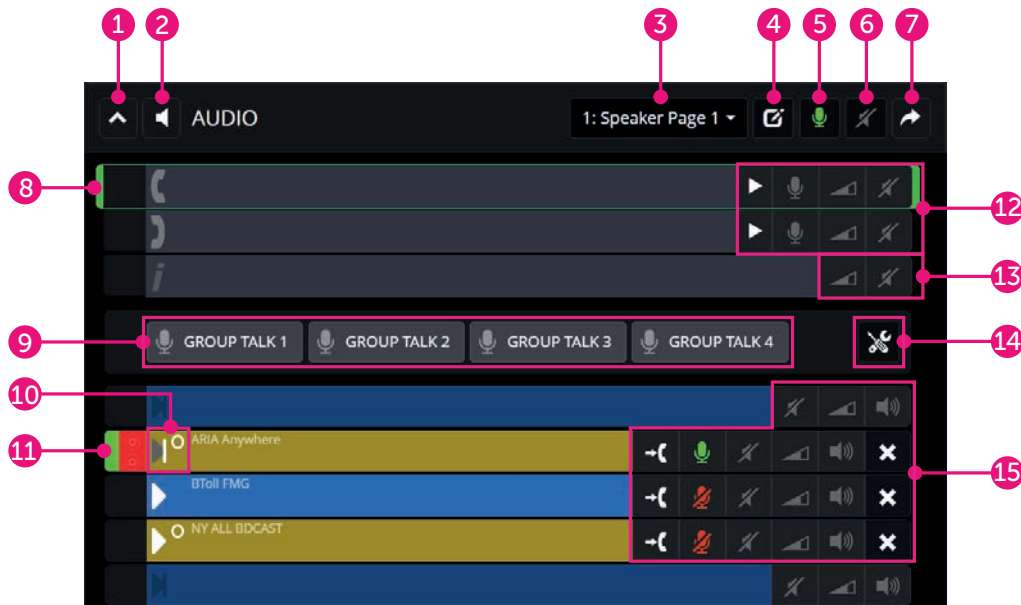 1 2 3 4 5 6 7
AUDIO 1: Speaker Page 1
8
12
i 13
9 GROUP TALK 1 GROUP TALK 2 GROUP TALK 3 GROUP TALK 4 14
10
11 ARIA Anywhere
15
BToll FMG
NY ALL BDCAST